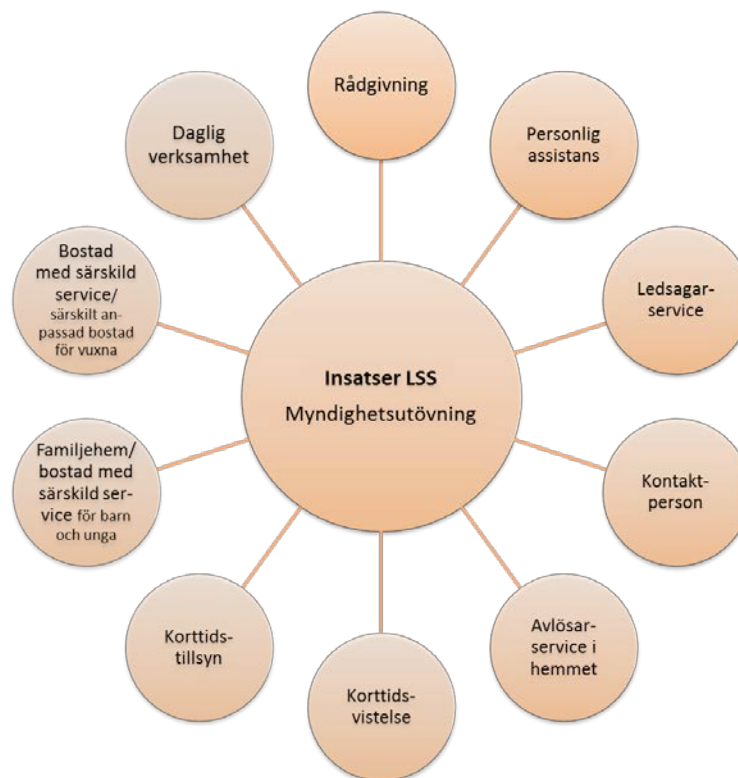 Rådgivning
Personlig
assistans
Ledsagar-
service
Kontakt-
person
Avlösar-
service i
hemmet
Korttids-
vistelse
Korttids-
tillsyn
Familjehem/
bostad med
särskild ser-
vice för barn
och unga
Bostad
med särskild
service/
särskilt an-
passad bostad
för vuxna
Daglig
verksamhet
Insatser LSS
Myndighetsutövning